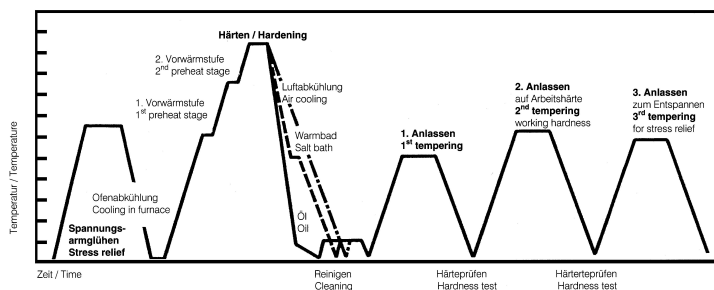 Temperatur / Temperature
Härten / Hardening
2. Vorwärmstufe
2nd preheat stage
1. Vorwärmstufe
1st preheat stage
Luftabkühlung
Air cooling
Warmbad
Salt bath
Öl
Oil
Ofenabkühlung
Cooling in furnace
Spannungs-
armglühen
Stress relief
1. Anlassen
1st tempering
2. Anlassen
auf Arbeitshärte
2nd tempering
working hardness
3. Anlassen
zum Entspannen
3rd tempering
for stress relief
Zeit / Time
Reinigen
Cleaning
Härteprüfen
Hardness test
Härterteprüfen
Hardness test